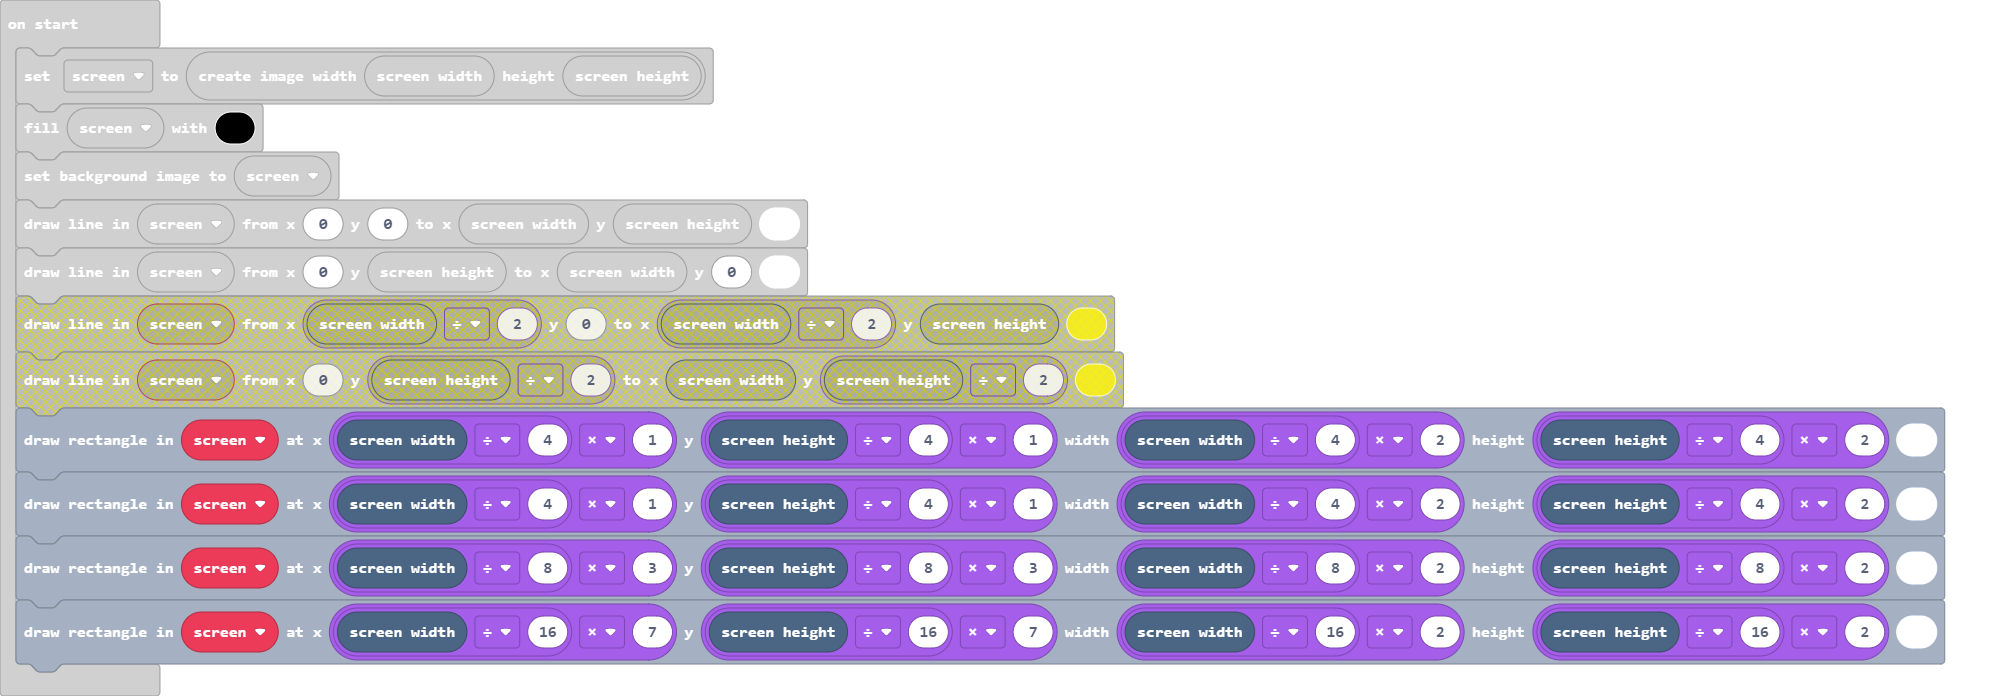 on start
set screen to create image width screen width height screen height
fill screen with
set background image to screen
draw line in screen from x 0 y 0 to x screen width y screen height
draw line in screen from x 0 y screen height to x screen width y 0
draw line in screen from x screen width ÷ 2 y 0 to x screen width ÷ 2 y screen height
draw line in screen from x 0 y screen height ÷ 2 to x screen width y screen height ÷ 2
draw rectangle in screen at x screen width ÷ 4 × 1 y screen height ÷ 4 × 1 width screen width ÷ 4 × 2 height screen height ÷ 4 × 2
draw rectangle in screen at x screen width ÷ 4 × 1 y screen height ÷ 4 × 1 width screen width ÷ 4 × 2 height screen height ÷ 4 × 2
draw rectangle in screen at x screen width ÷ 8 × 3 y screen height ÷ 8 × 3 width screen width ÷ 8 × 2 height screen height ÷ 8 × 2
draw rectangle in screen at x screen width ÷ 16 × 7 y screen height ÷ 16 × 7 width screen width ÷ 16 × 2 height screen height ÷ 16 × 2